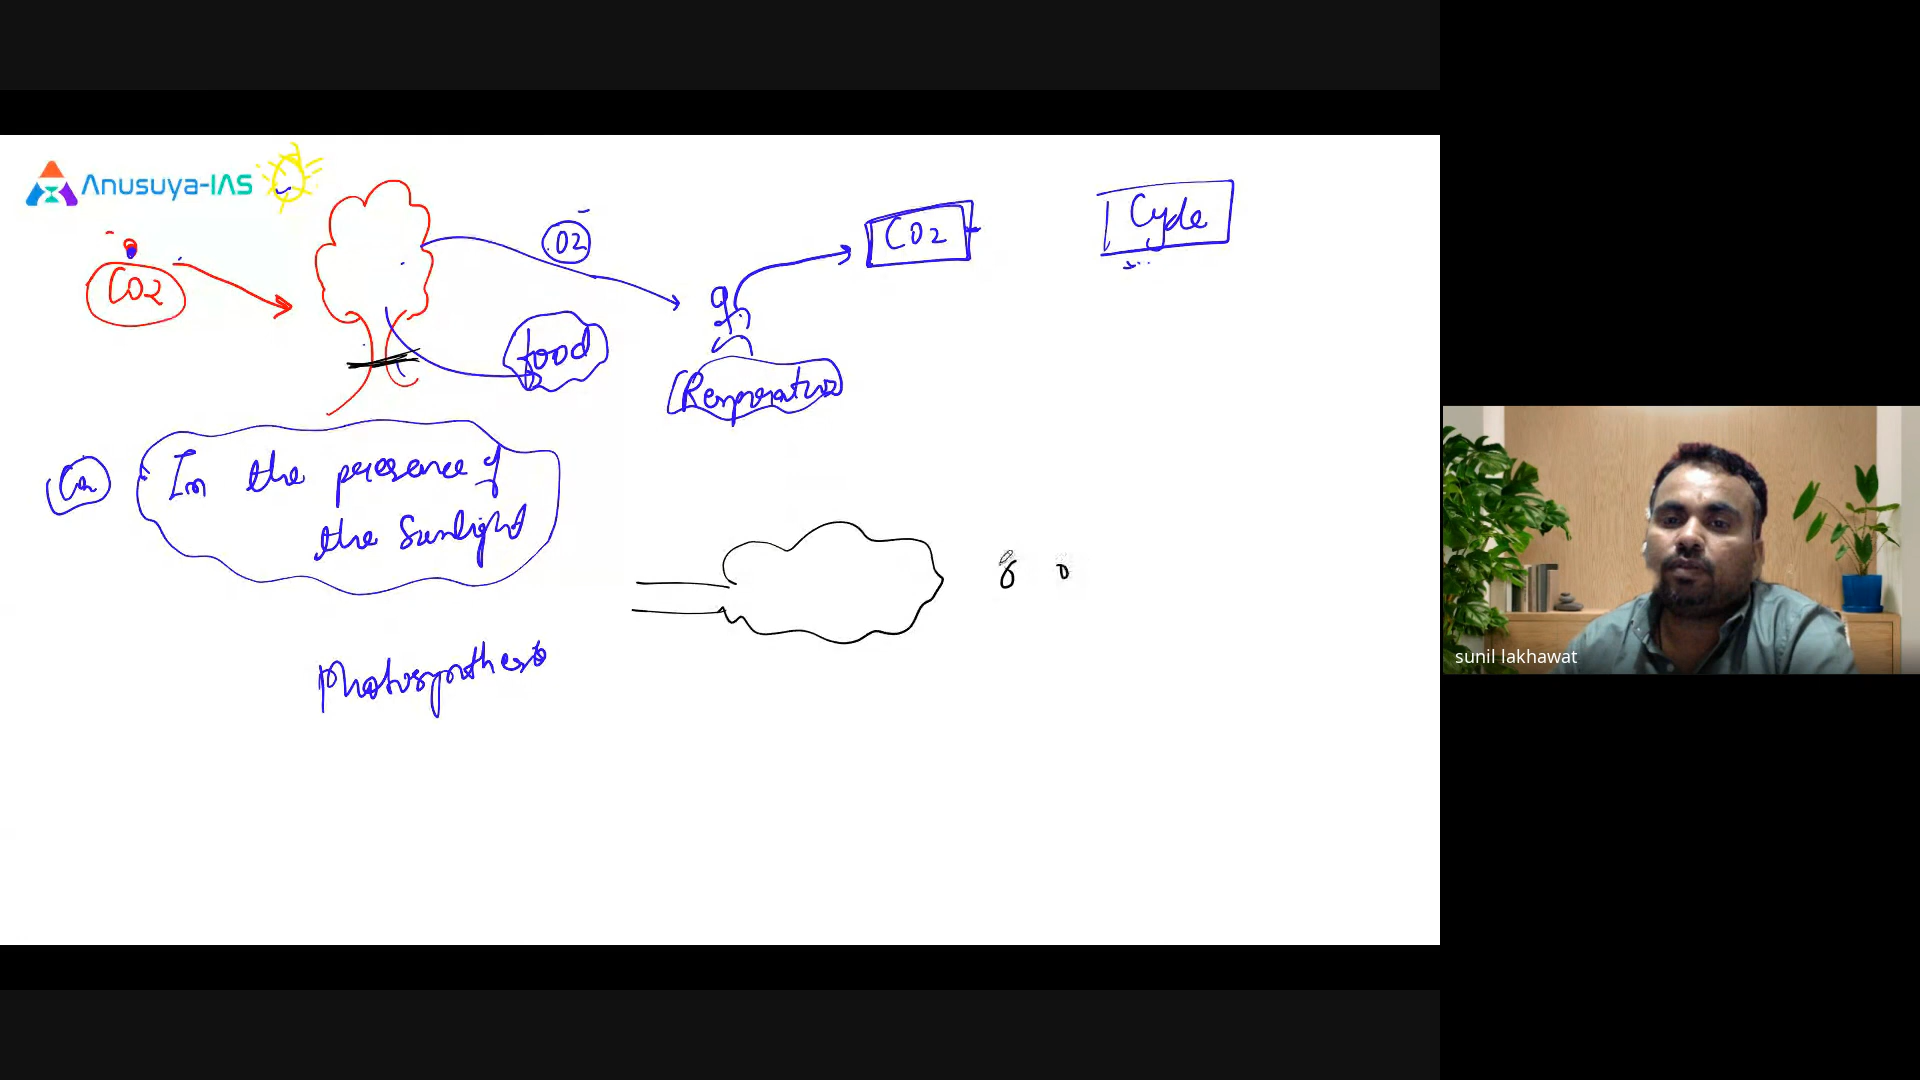 Anusuya-IAS
CO2
O2
CO2
Cycle
food
Respiration
In the presence of
the Sunlight
Photosynthesis
sunil lakhawat